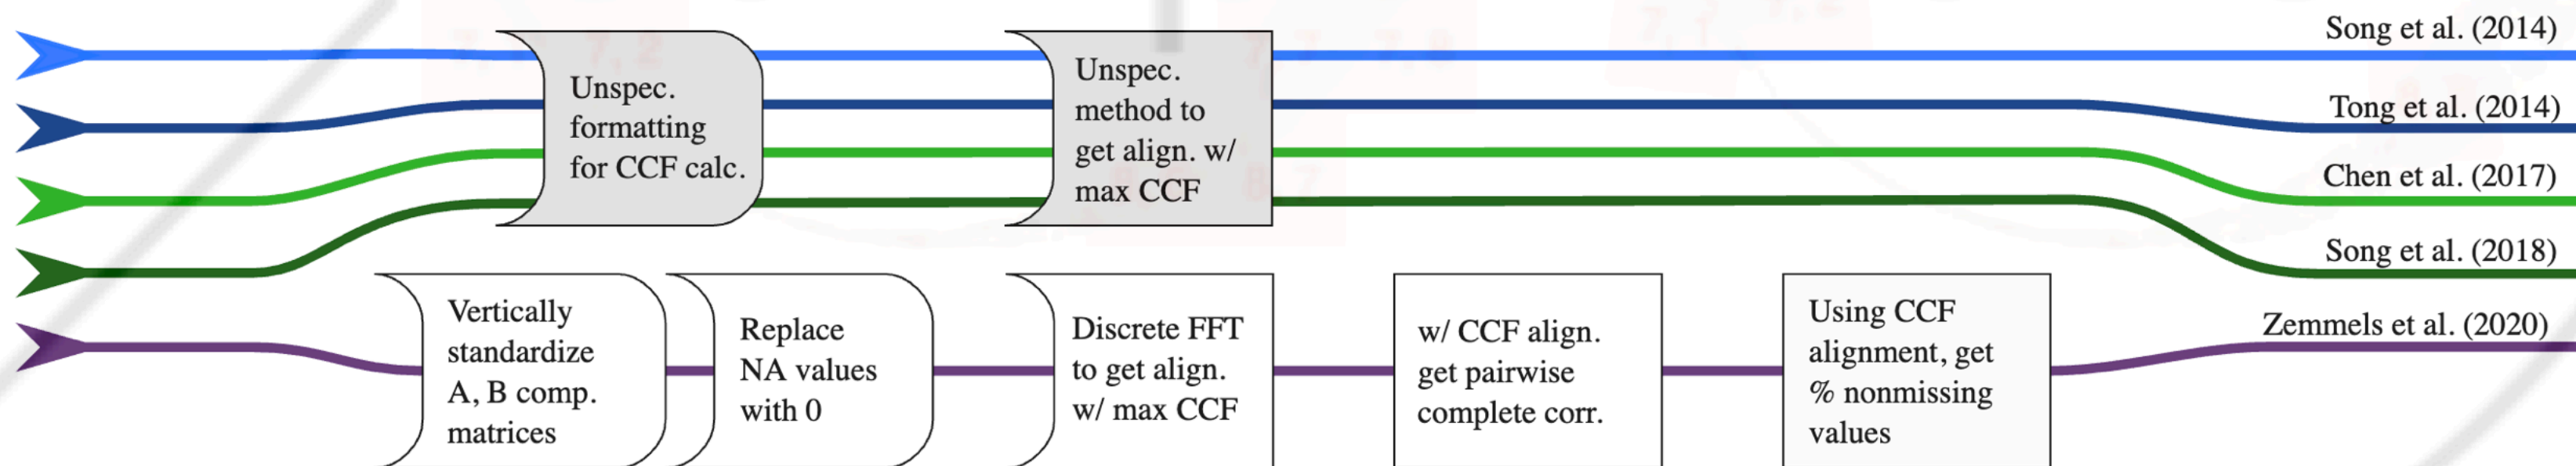 Song et al. (2014)
Unspec.
formatting
for CCF calc.
Unspec.
method to
get align. w/
max CCF
Tong et al. (2014)
Chen et al. (2017)
Song et al. (2018)
Vertically
standardize
A, B comp.
matrices
Replace
NA values
with 0
Discrete FFT
to get align.
w/ max CCF
w/ CCF align.
get pairwise
complete corr.
Using CCF
alignment, get
% nonmissing
values
Zemmels et al. (2020)